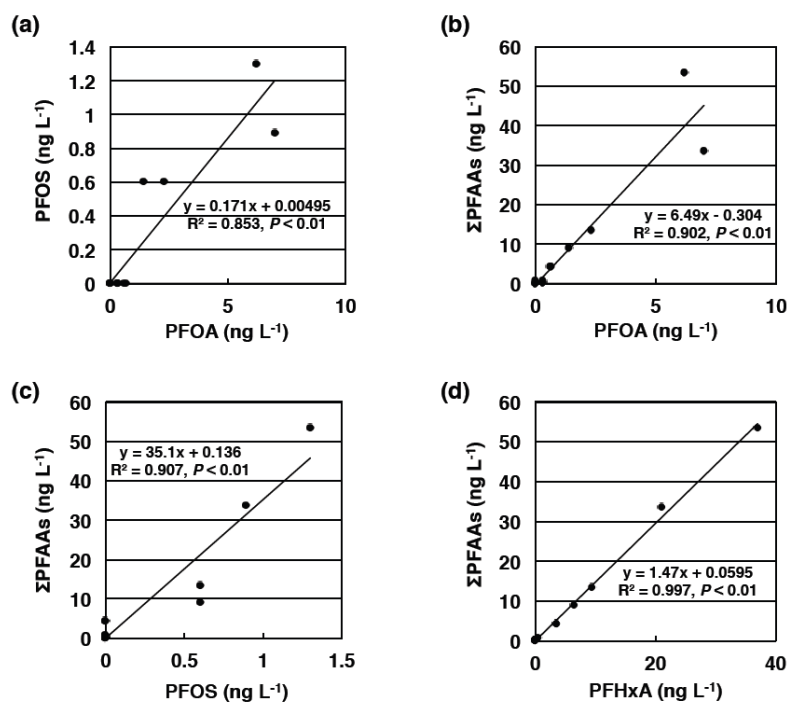 (a)
1.4
1.2
1
0.8
0.6
0.4
0.2
0
PFOS (ng L⁻¹)
y = 0.171x + 0.00495
R² = 0.853, P < 0.01
0 5 10
PFOA (ng L⁻¹)
(b)
60
50
40
30
20
10
0
ΣPFAAs (ng L⁻¹)
y = 6.49x - 0.304
R² = 0.902, P < 0.01
0 5 10
PFOA (ng L⁻¹)
(c)
60
50
40
30
20
10
0
ΣPFAAs (ng L⁻¹)
y = 35.1x + 0.136
R² = 0.907, P < 0.01
0 0.5 1 1.5
PFOS (ng L⁻¹)
(d)
60
50
40
30
20
10
0
ΣPFAAs (ng L⁻¹)
y = 1.47x + 0.0595
R² = 0.997, P < 0.01
0 20 40
PFHxA (ng L⁻¹)